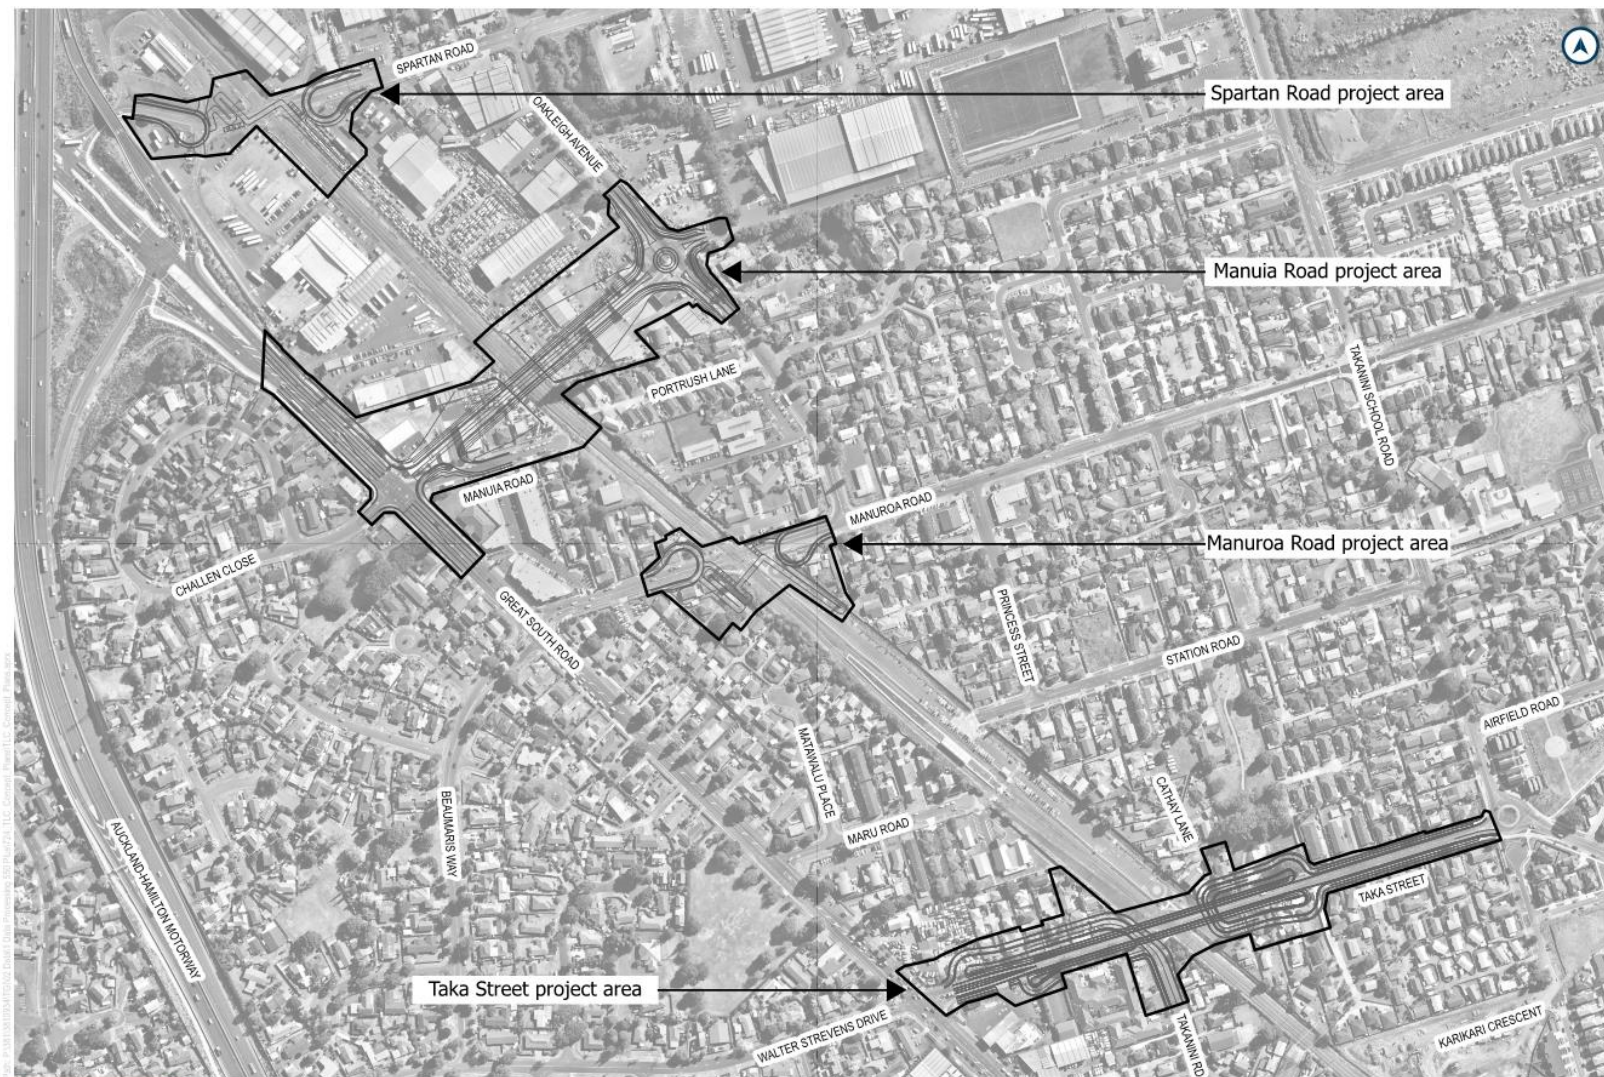 SPARTAN ROAD
Spartan Road project area
OAKLEIGH AVENUE
Manuia Road project area
PORTRUSH LANE
TAKANINI SCHOOL ROAD
MANUIA ROAD
MANUROA ROAD
Manuroa Road project area
CHALLEN CLOSE
GREAT SOUTH ROAD
PRINCESS STREET
STATION ROAD
AIRFIELD ROAD
MATAWALU PLACE
BEAUMARIS WAY
CATHAY LANE
MARU ROAD
AUCKLAND-HAMILTON MOTORWAY
TAKA STREET
Taka Street project area
WALTER STREVENS DRIVE
TAKANINI RD
KARIKARI CRESCENT